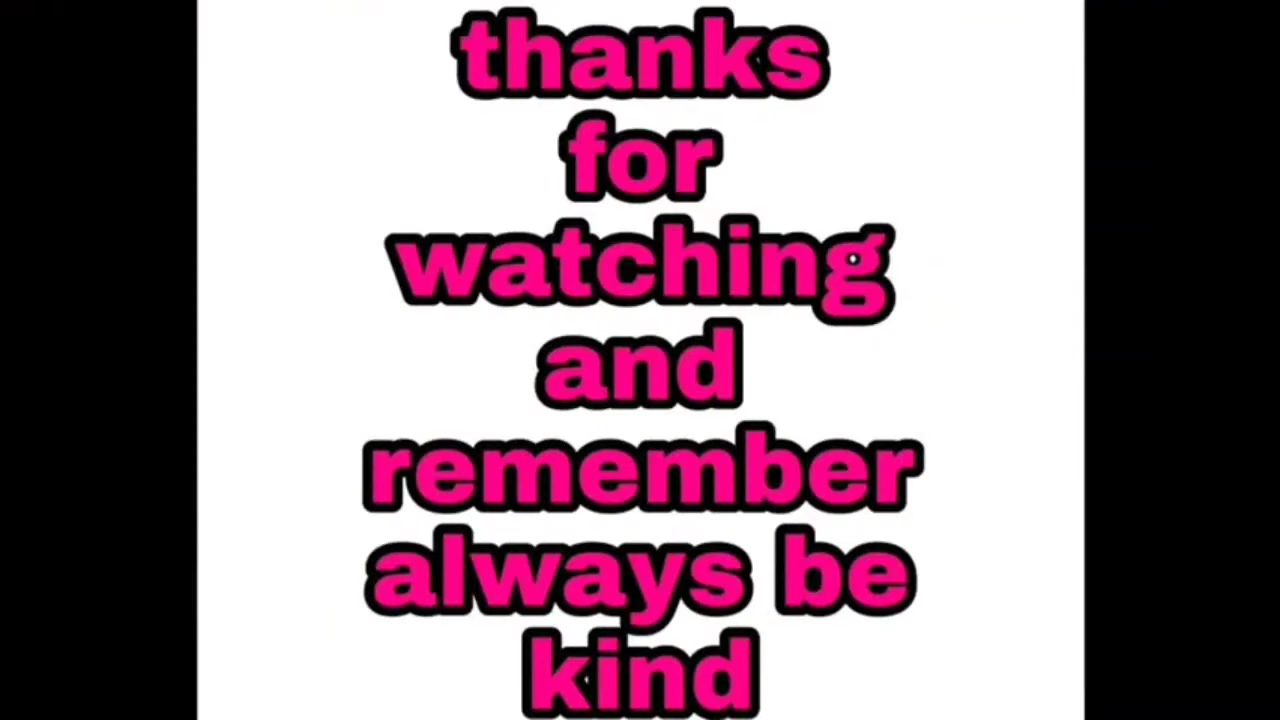 thanks
for
watching
and
remember
always be
kind